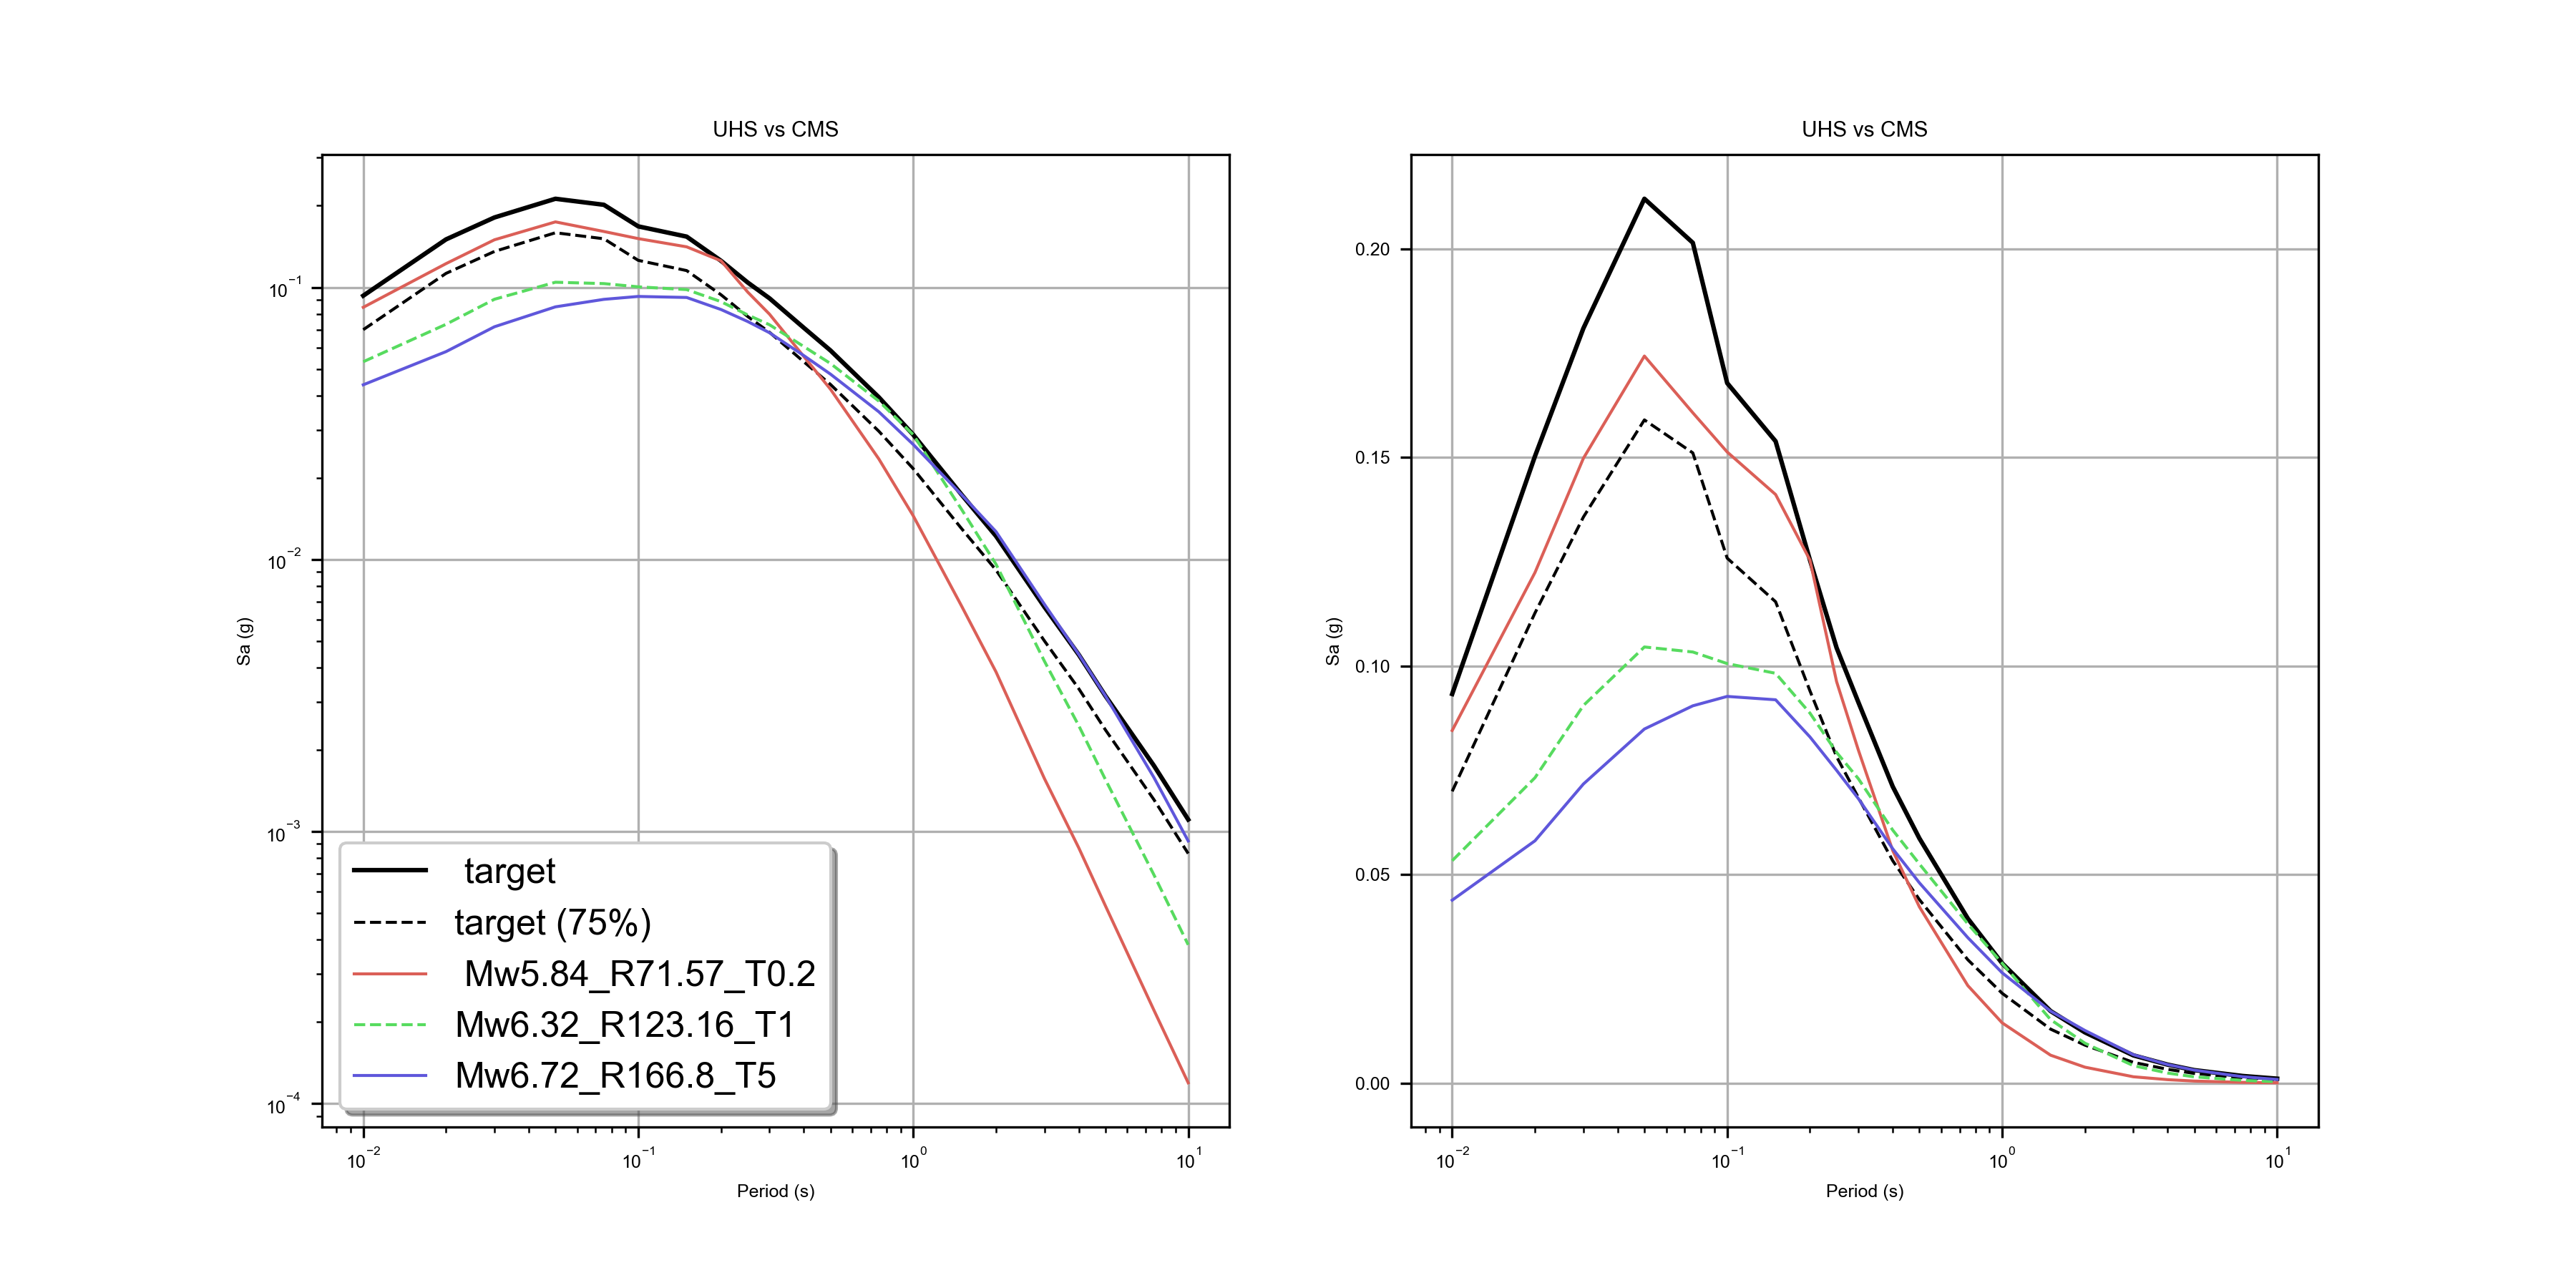 UHS vs CMS
10⁻¹
10⁻²
10⁻³
10⁻⁴
Sa (g)
target
target (75%)
Mw5.84_R71.57_T0.2
Mw6.32_R123.16_T1
Mw6.72_R166.8_T5
10⁻² 10⁻¹ 10⁰ 10¹
Period (s)
UHS vs CMS
0.20
0.15
0.10
0.05
0.00
Sa (g)
10⁻² 10⁻¹ 10⁰ 10¹
Period (s)